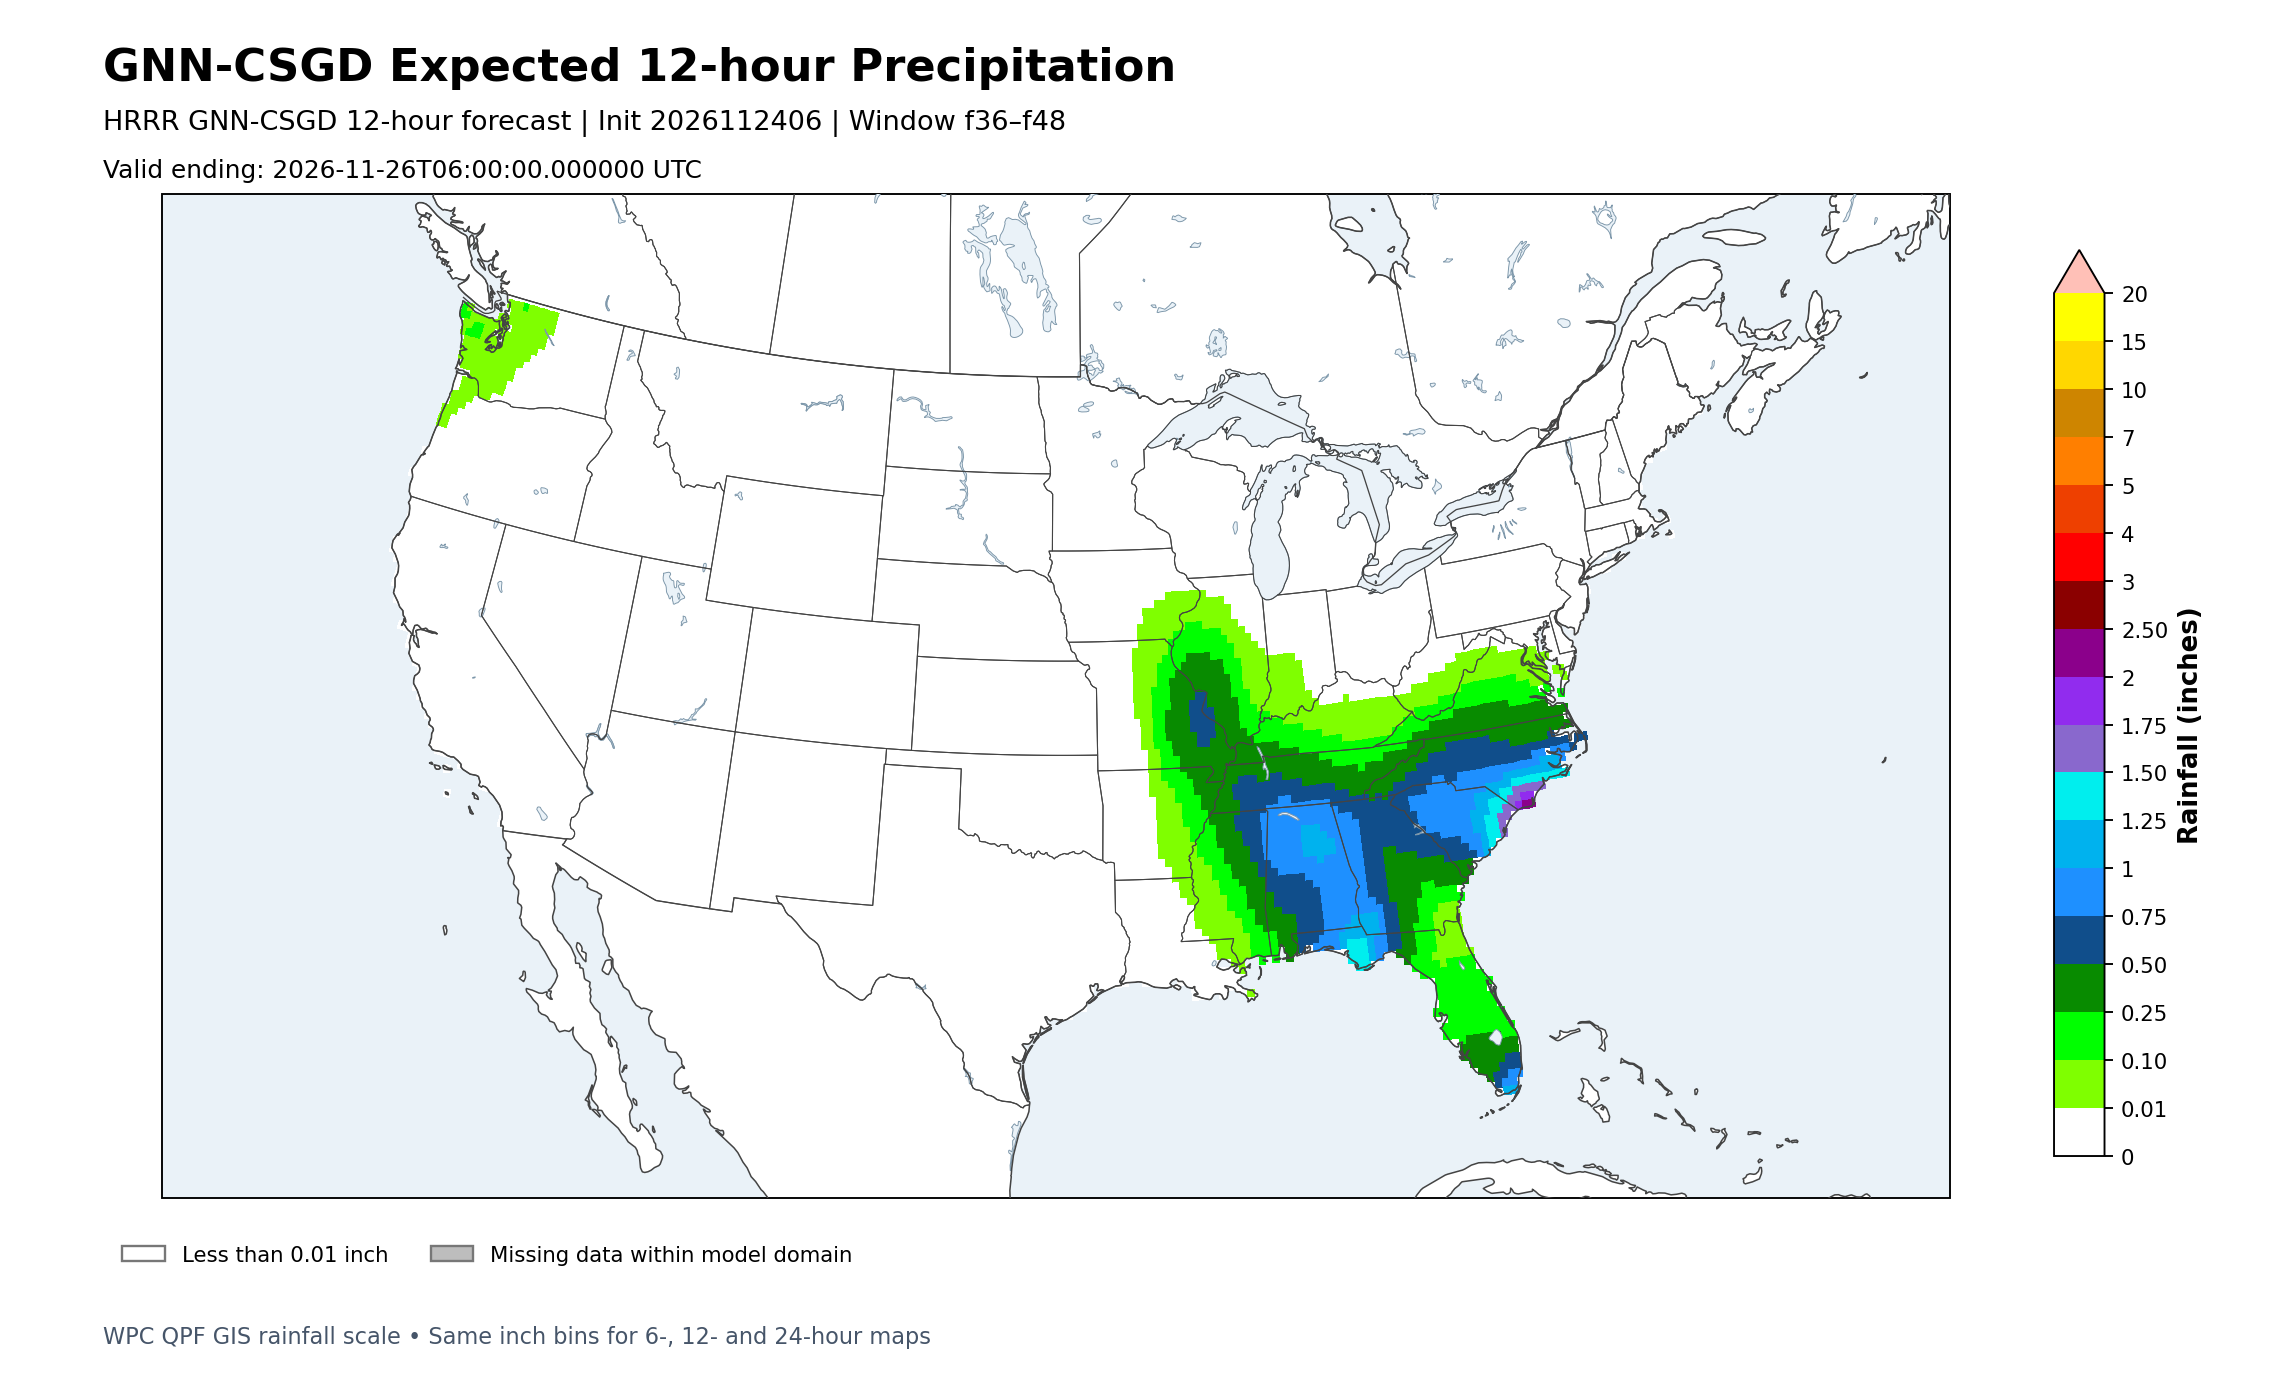 GNN-CSGD Expected 12-hour Precipitation
HRRR GNN-CSGD 12-hour forecast | Init 2026112406 | Window f36–f48
Valid ending: 2026-11-26T06:00:00.000000 UTC
20
15
10
7
5
4
3
2.50
2
1.75
1.50
1.25
1
0.75
0.50
0.25
0.10
0.01
0
Rainfall (inches)
Less than 0.01 inch
Missing data within model domain
WPC QPF GIS rainfall scale • Same inch bins for 6-, 12- and 24-hour maps